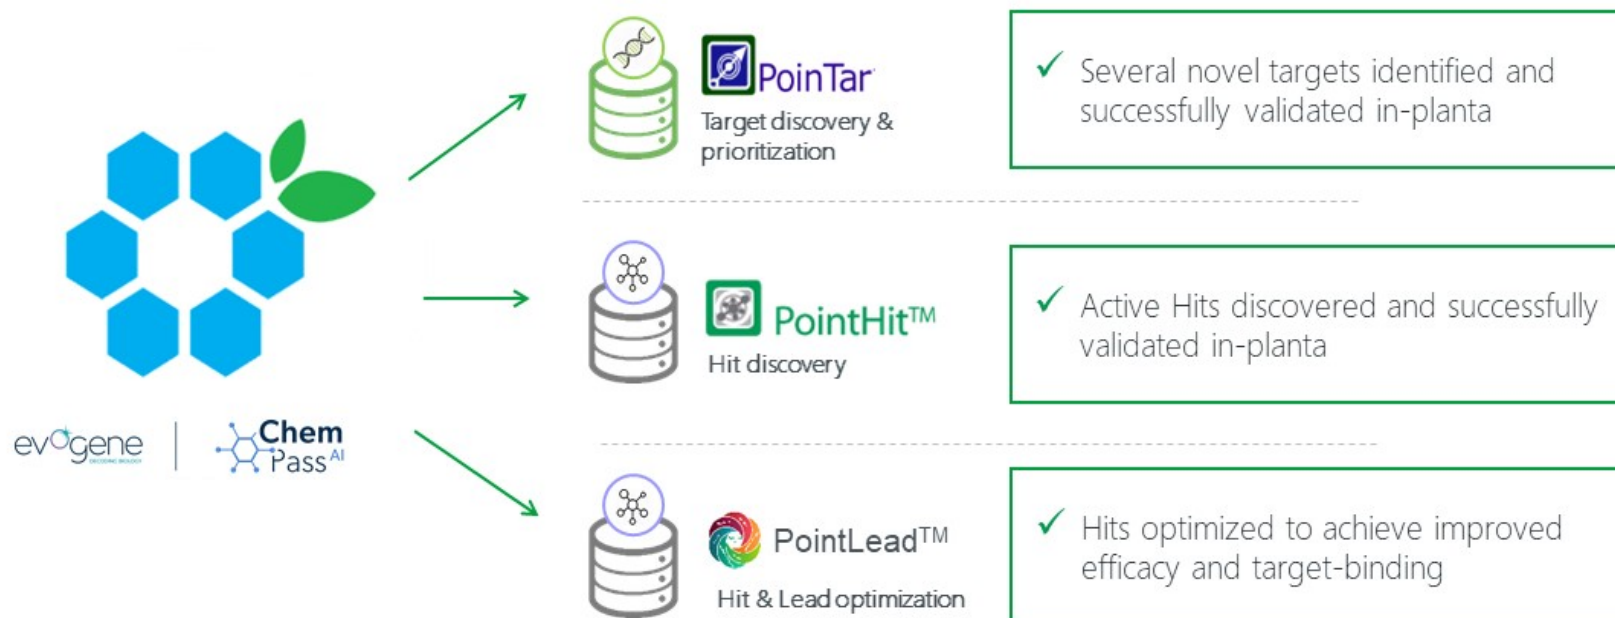 PoinTar
Target discovery &
prioritization
✓ Several novel targets identified and
successfully validated in-planta
PointHit™
Hit discovery
✓ Active Hits discovered and successfully
validated in-planta
evogene
DECODING BIOLOGY
Chem
Pass AI
PointLead™
Hit & Lead optimization
✓ Hits optimized to achieve improved
efficacy and target-binding